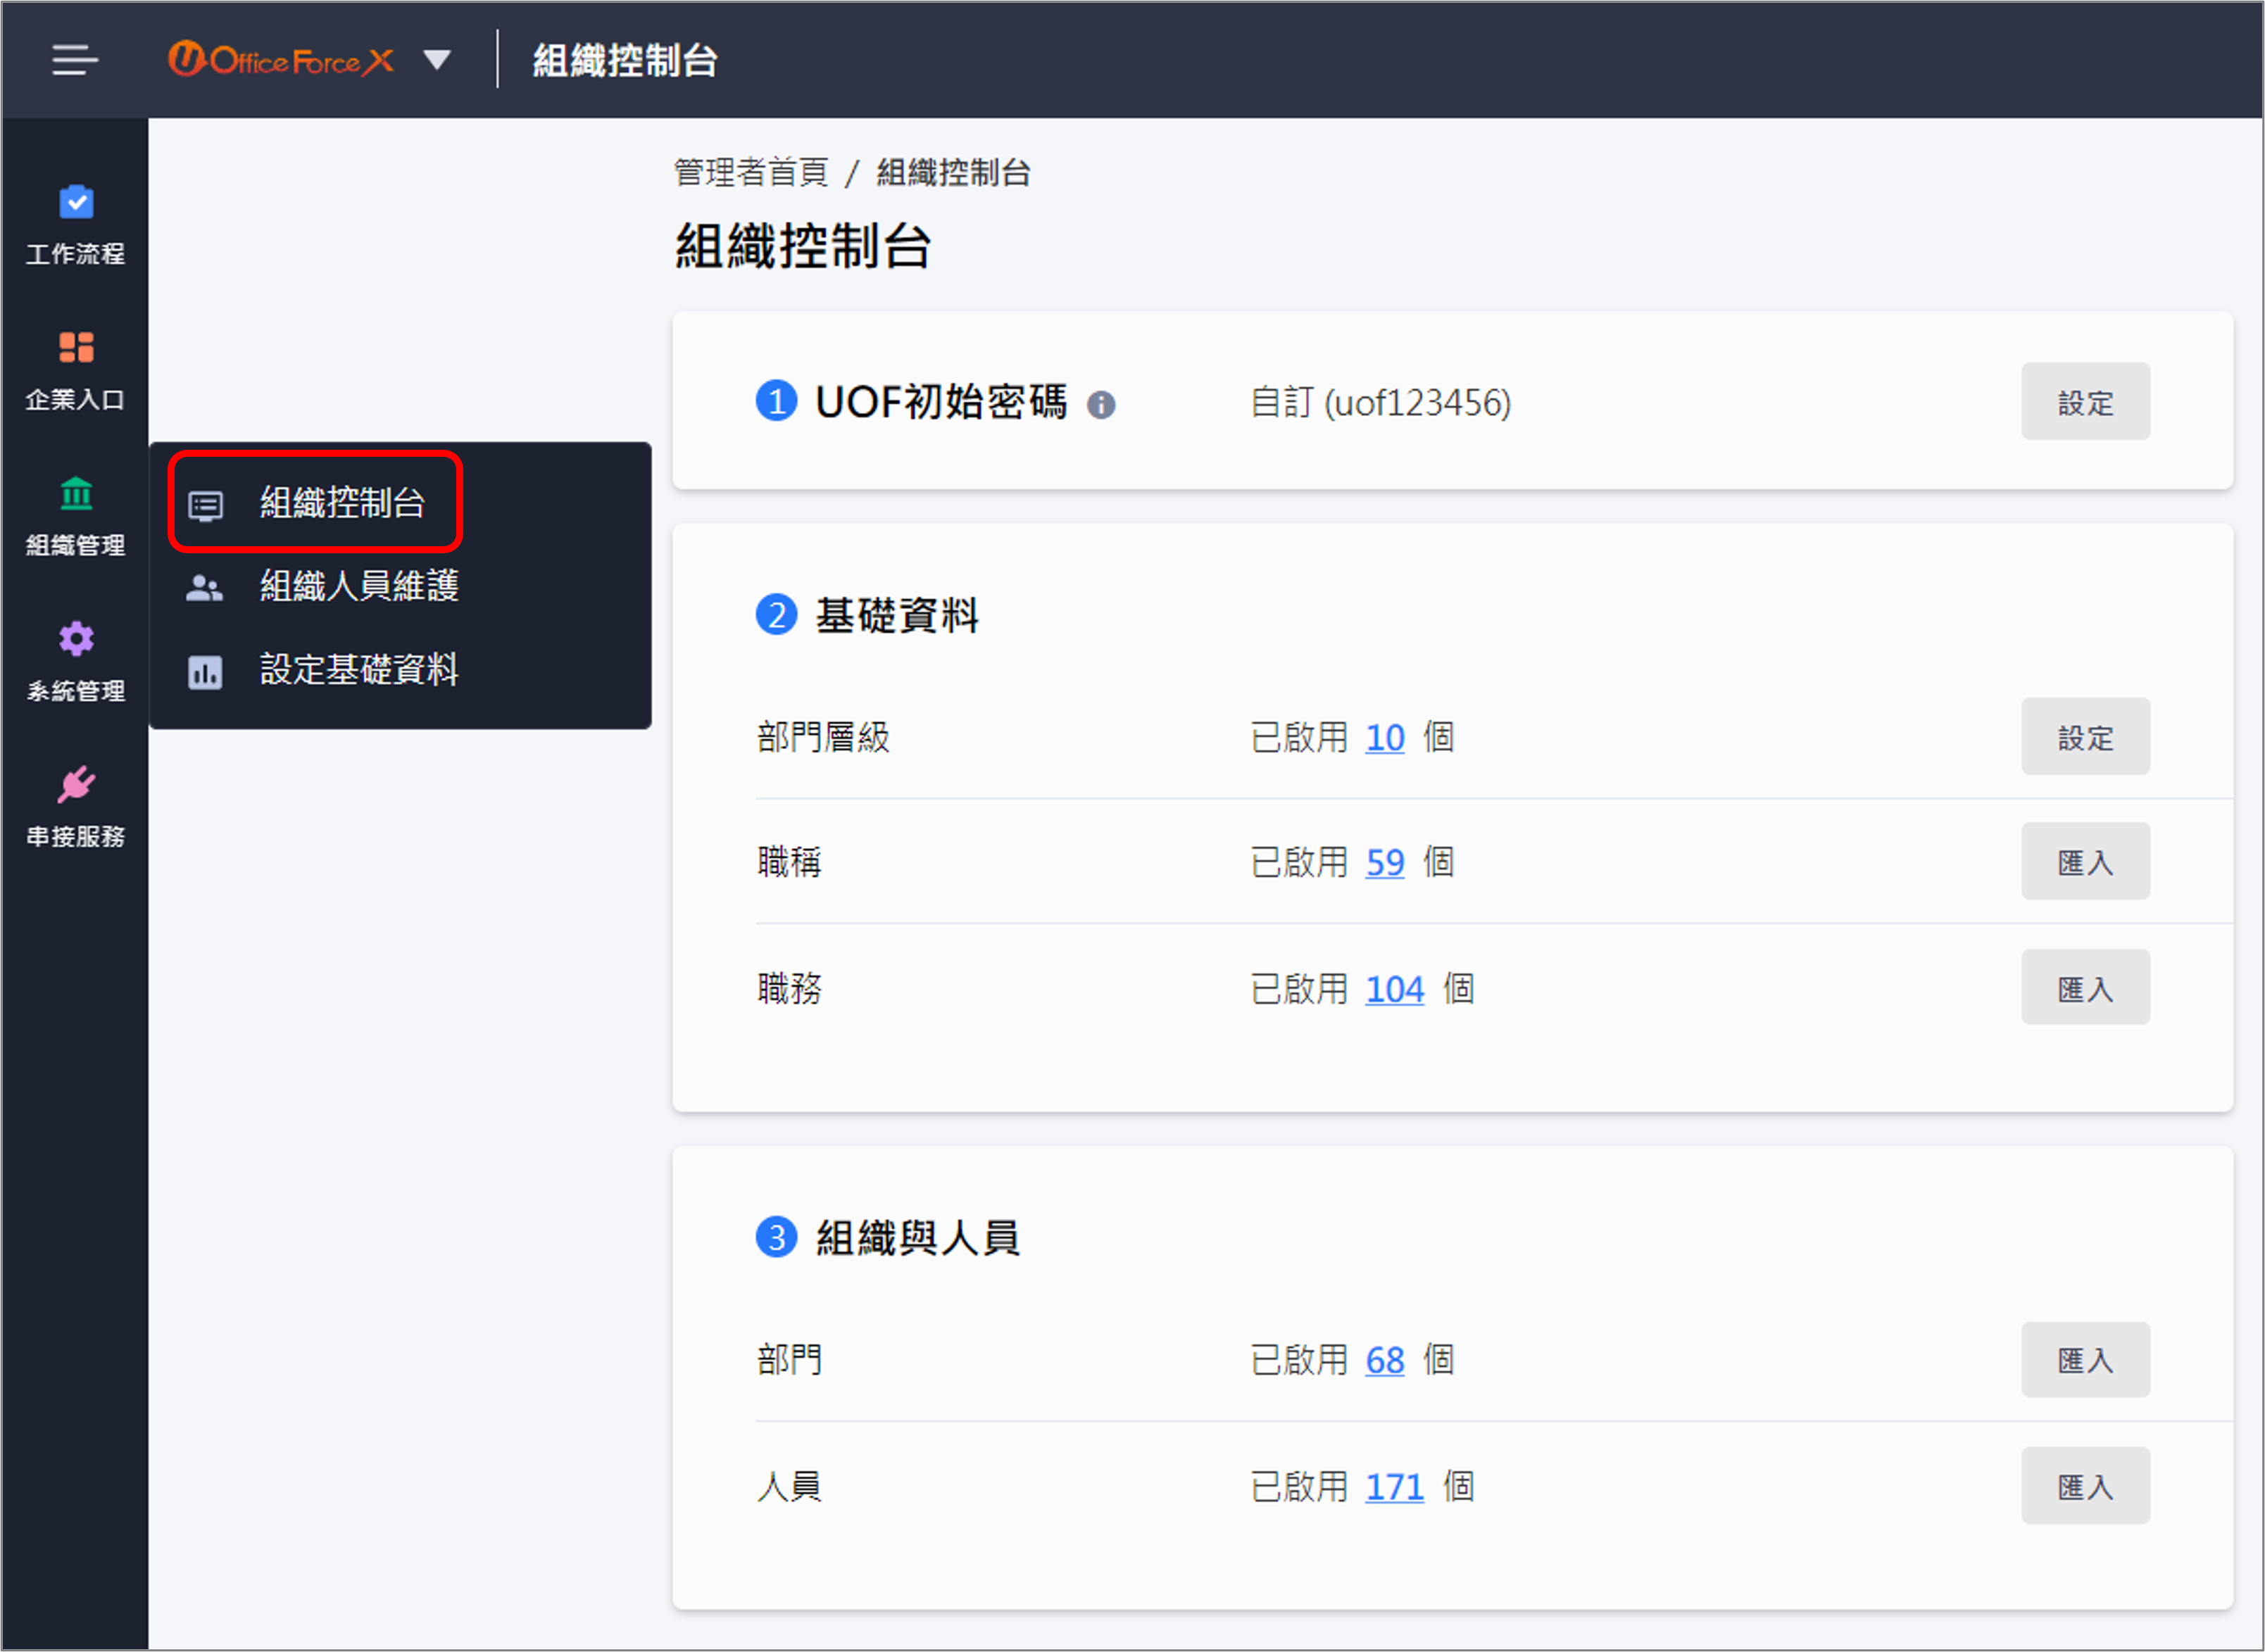 UOfficeForceX
組織控制台
工作流程
企業入口
組織管理
系統管理
串接服務
組織控制台
組織人員維護
設定基礎資料
管理者首頁 / 組織控制台
組織控制台
1 UOF初始密碼 自訂 (uof123456) 設定
2 基礎資料
部門層級 已啟用 10 個 設定
職稱 已啟用 59 個 匯入
職務 已啟用 104 個 匯入
3 組織與人員
部門 已啟用 68 個 匯入
人員 已啟用 171 個 匯入